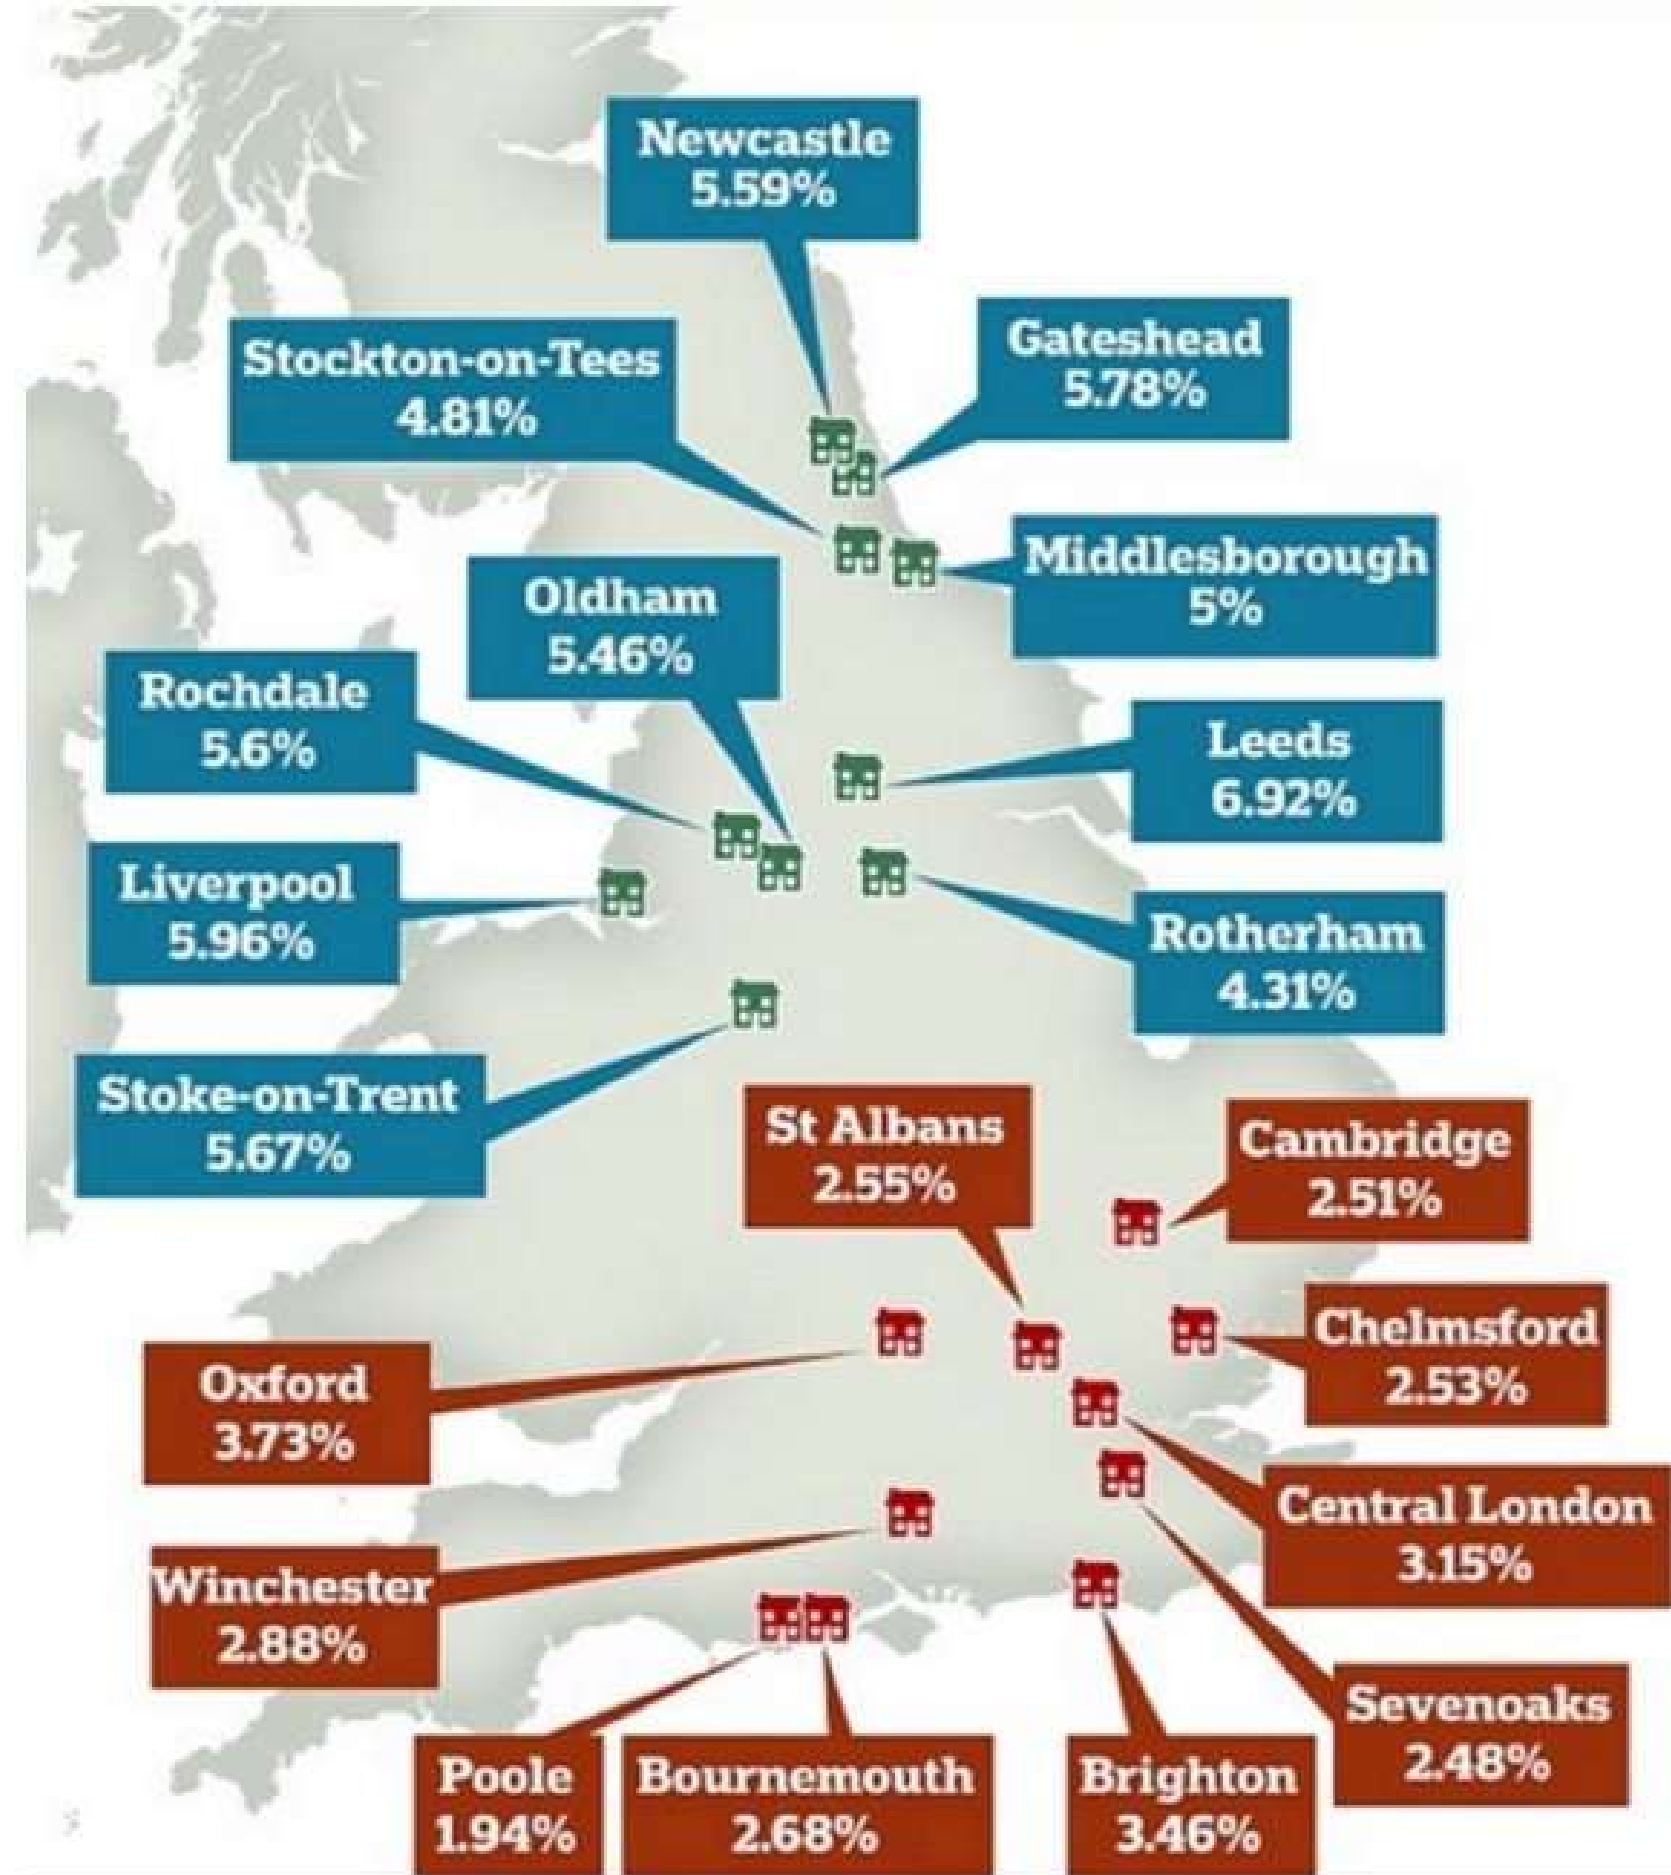 Newcastle
5.59%
Gateshead
5.78%
Stockton-on-Tees
4.81%
Middlesborough
5%
Oldham
5.46%
Rochdale
5.6%
Leeds
6.92%
Liverpool
5.96%
Rotherham
4.31%
Stoke-on-Trent
5.67%
St Albans
2.55%
Cambridge
2.51%
Chelmsford
2.53%
Oxford
3.73%
Central London
3.15%
Winchester
2.88%
Sevenoaks
2.48%
Poole
1.94%
Bournemouth
2.68%
Brighton
3.46%